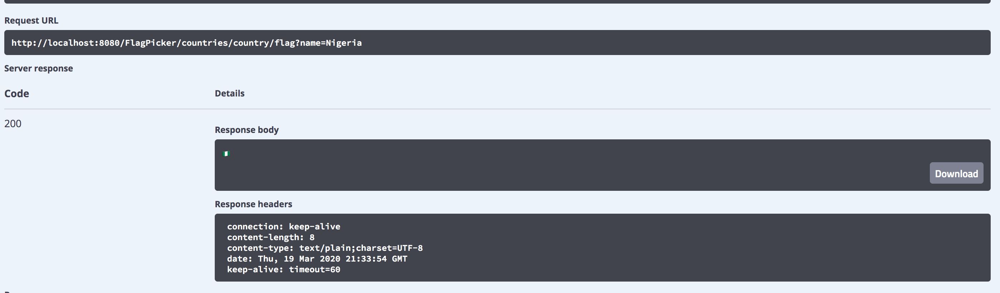 Request URL
http://localhost:8080/FlagPicker/countries/country/flag?name=Nigeria
Server response
Code Details
200
Response body
🇳🇬
Download
Response headers
connection: keep-alive
content-length: 8
content-type: text/plain;charset=UTF-8
date: Thu, 19 Mar 2020 21:33:54 GMT
keep-alive: timeout=60